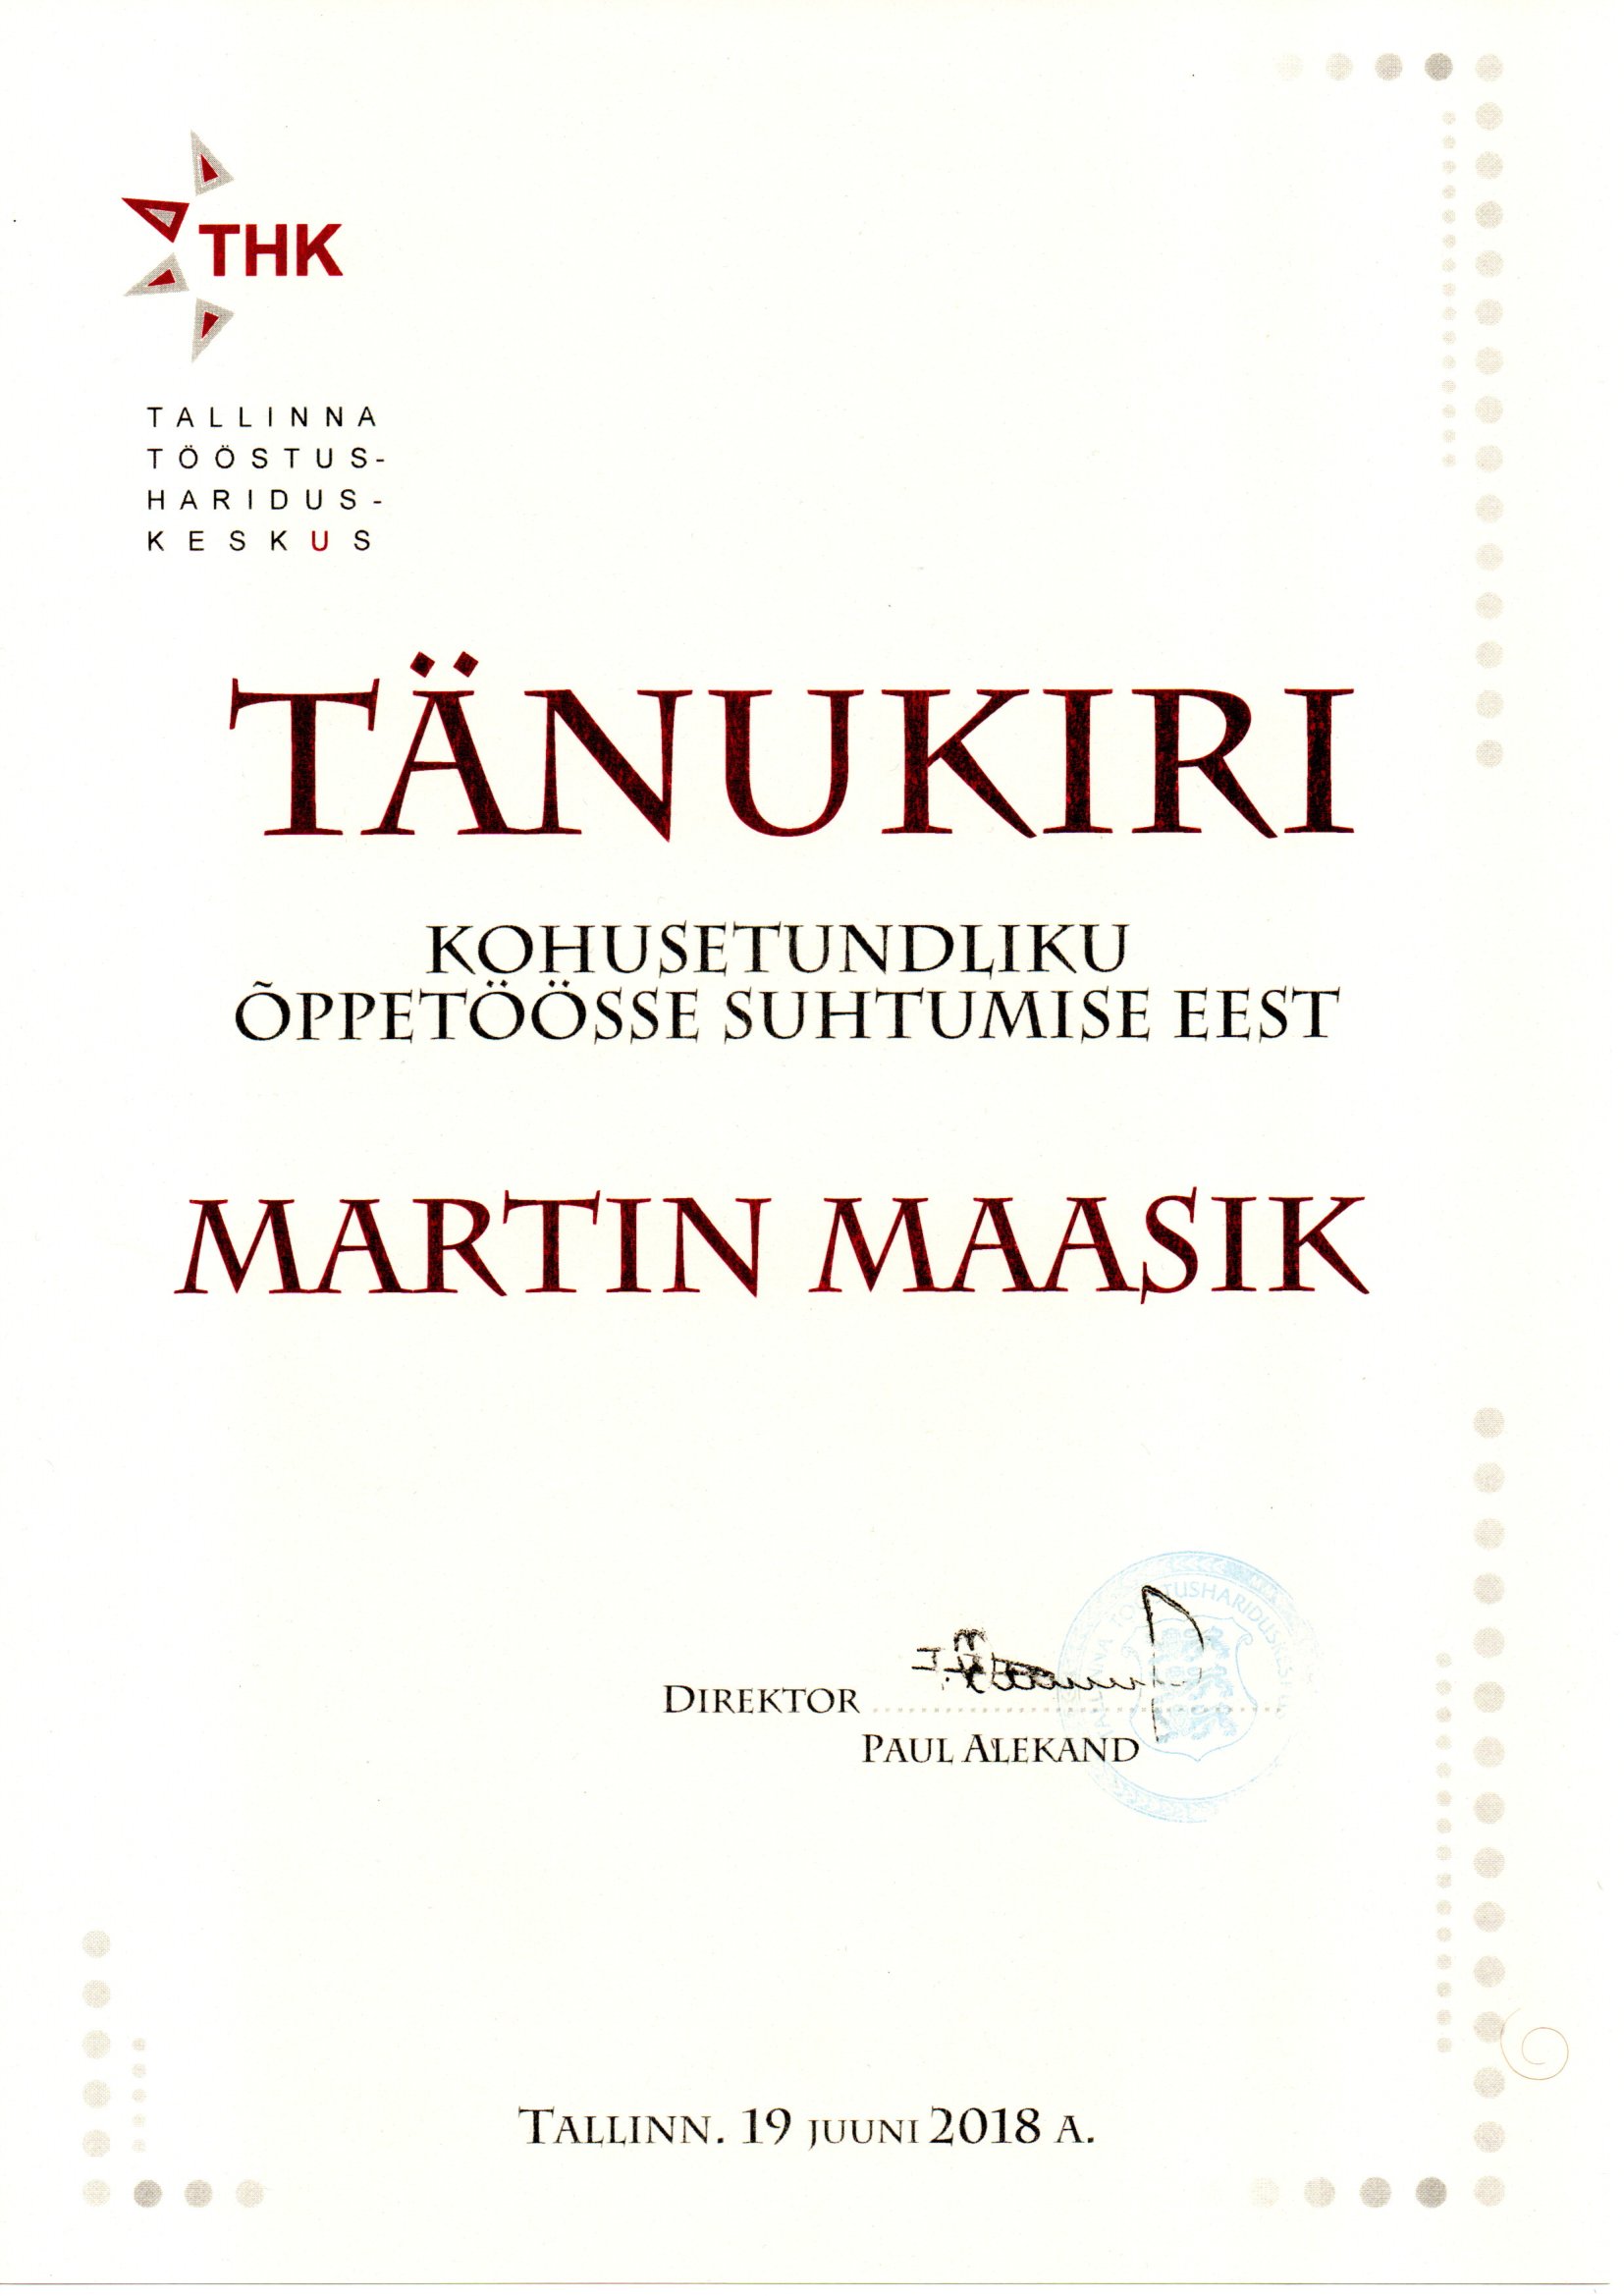 THK
TALLINNA
TÖÖSTUS-
HARIDUS-
KESKUS
TÄNUKIRI
KOHUSETUNDLIKU
ÕPPETÖÖSSE SUHTUMISE EEST
MARTIN MAASIK
DIREKTOR
PAUL ALEKAND
TALLINN. 19 JUUNI 2018 A.